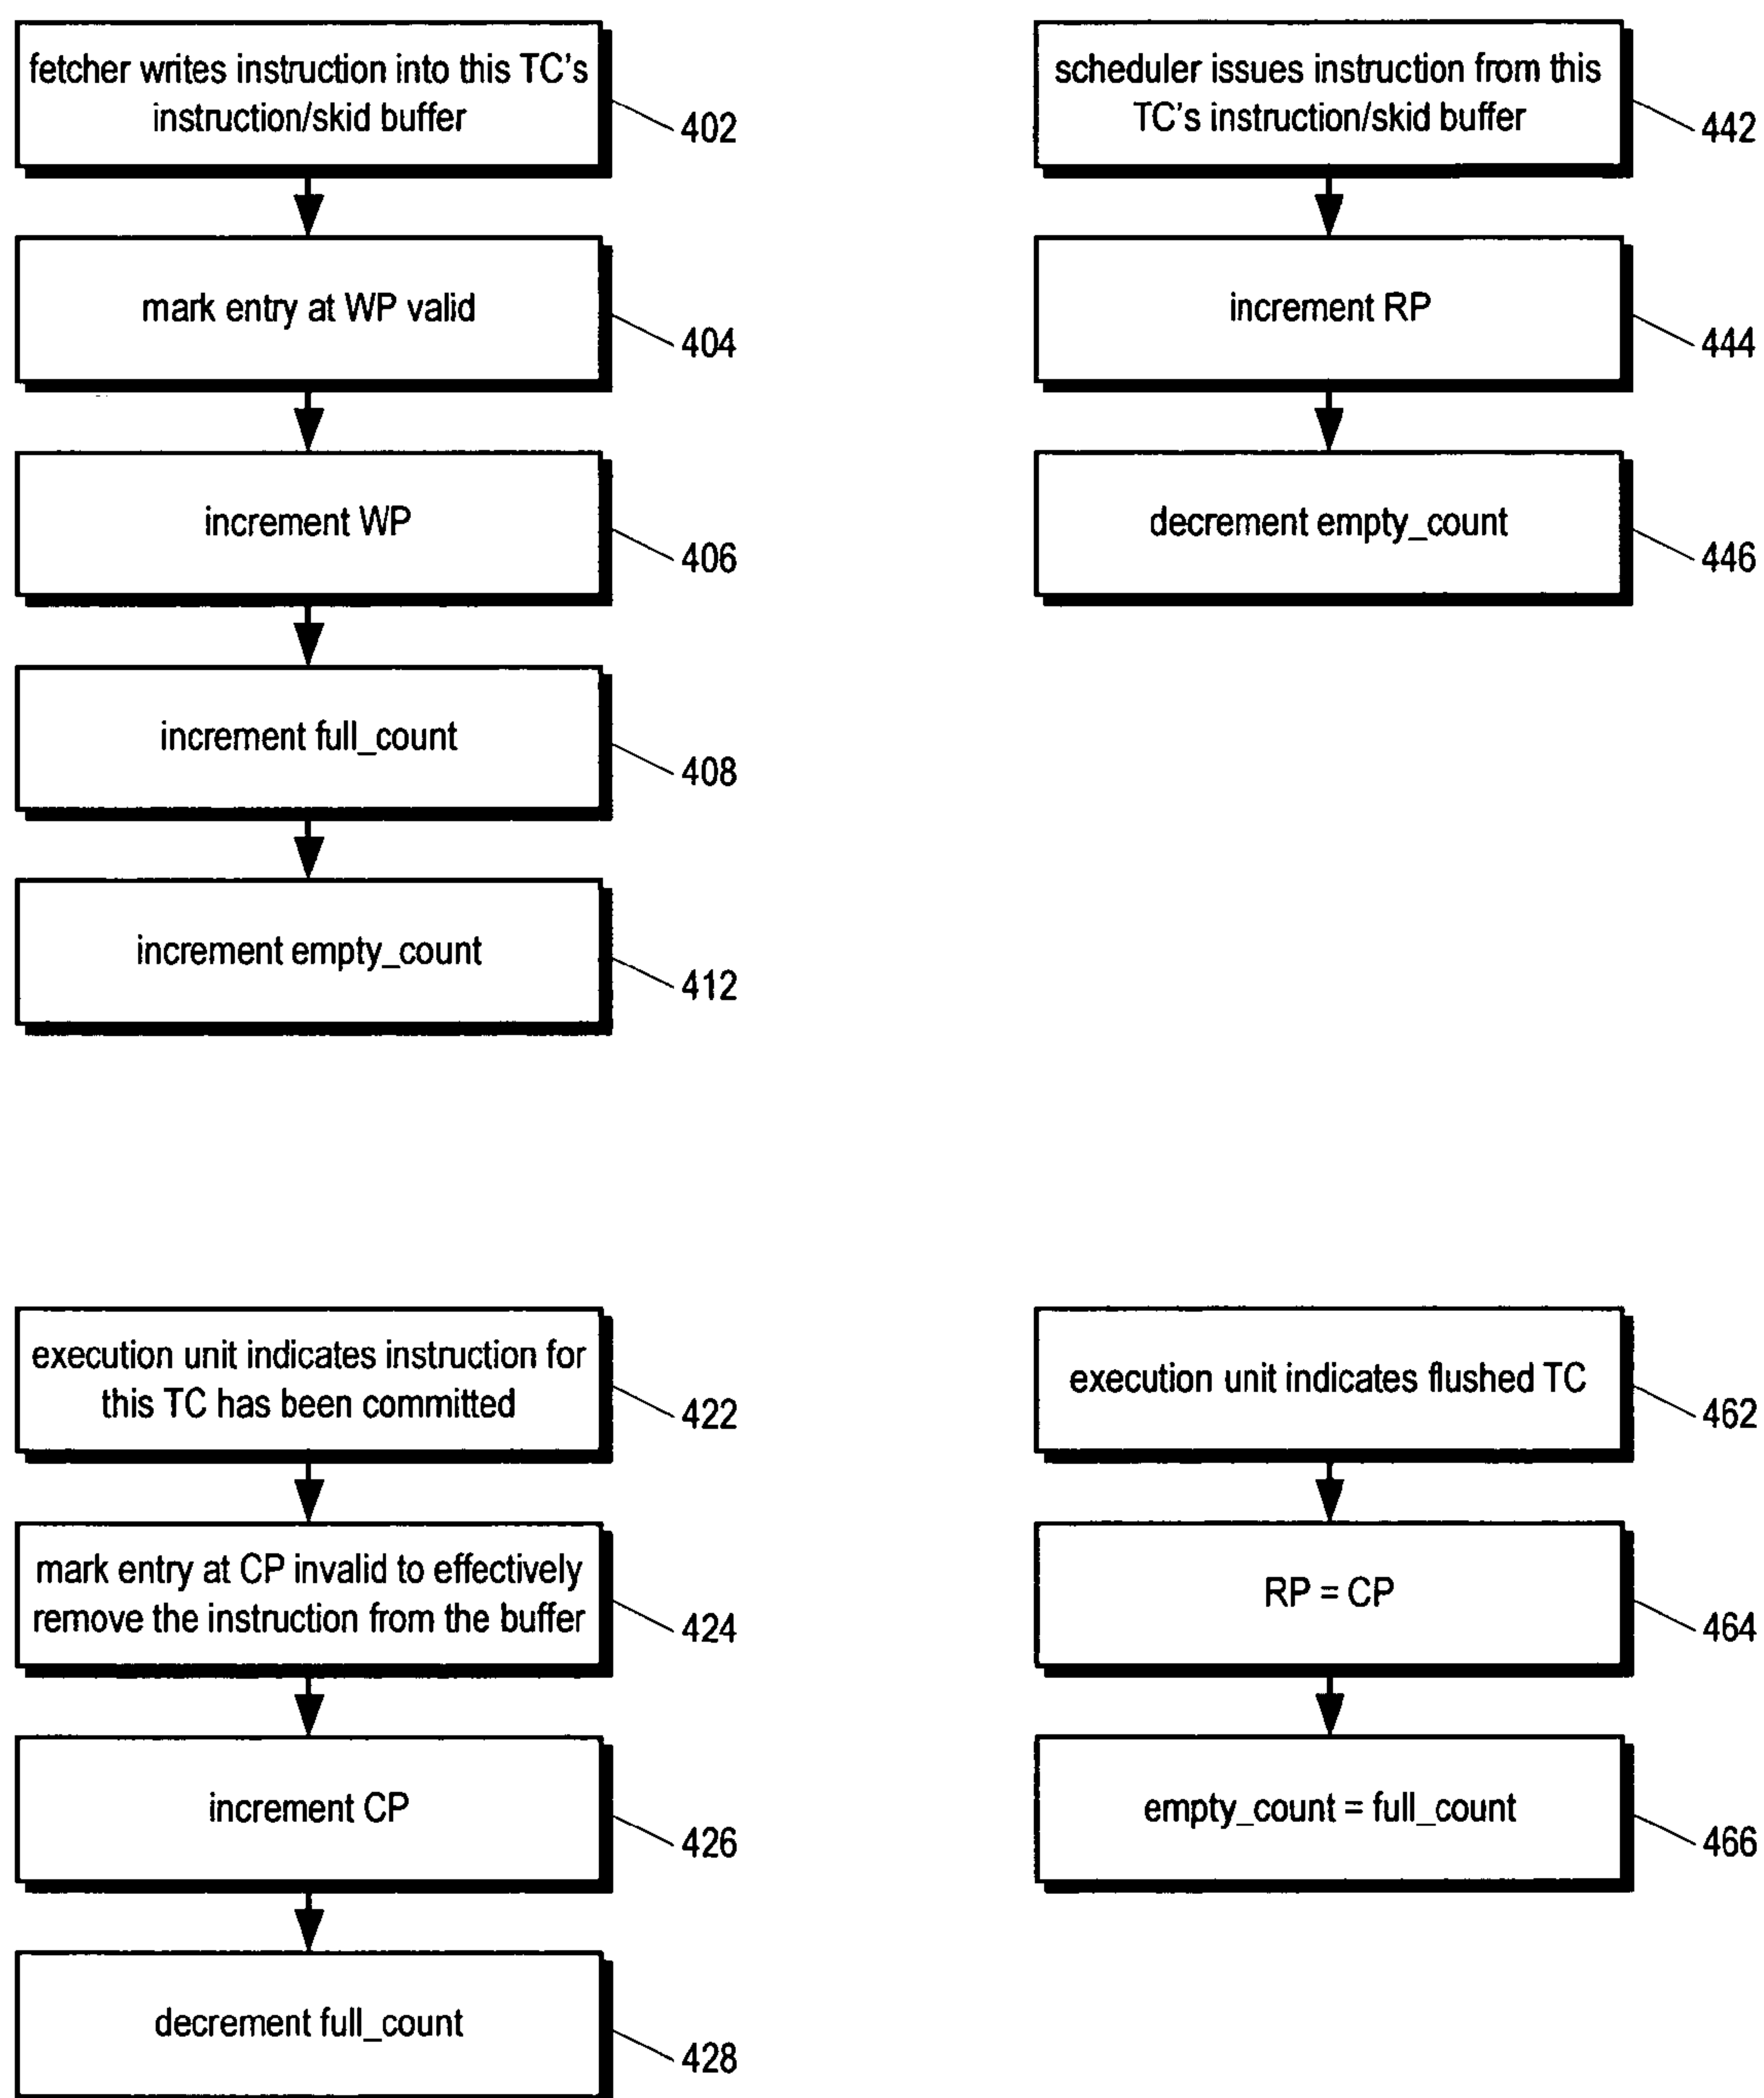 fetcher writes instruction into this TC's
instruction/skid buffer
402
mark entry at WP valid
404
increment WP
406
increment full_count
408
increment empty_count
412
scheduler issues instruction from this
TC's instruction/skid buffer
442
increment RP
444
decrement empty_count
446
execution unit indicates instruction for
this TC has been committed
422
mark entry at CP invalid to effectively
remove the instruction from the buffer
424
increment CP
426
decrement full_count
428
execution unit indicates flushed TC
462
RP = CP
464
empty_count = full_count
466